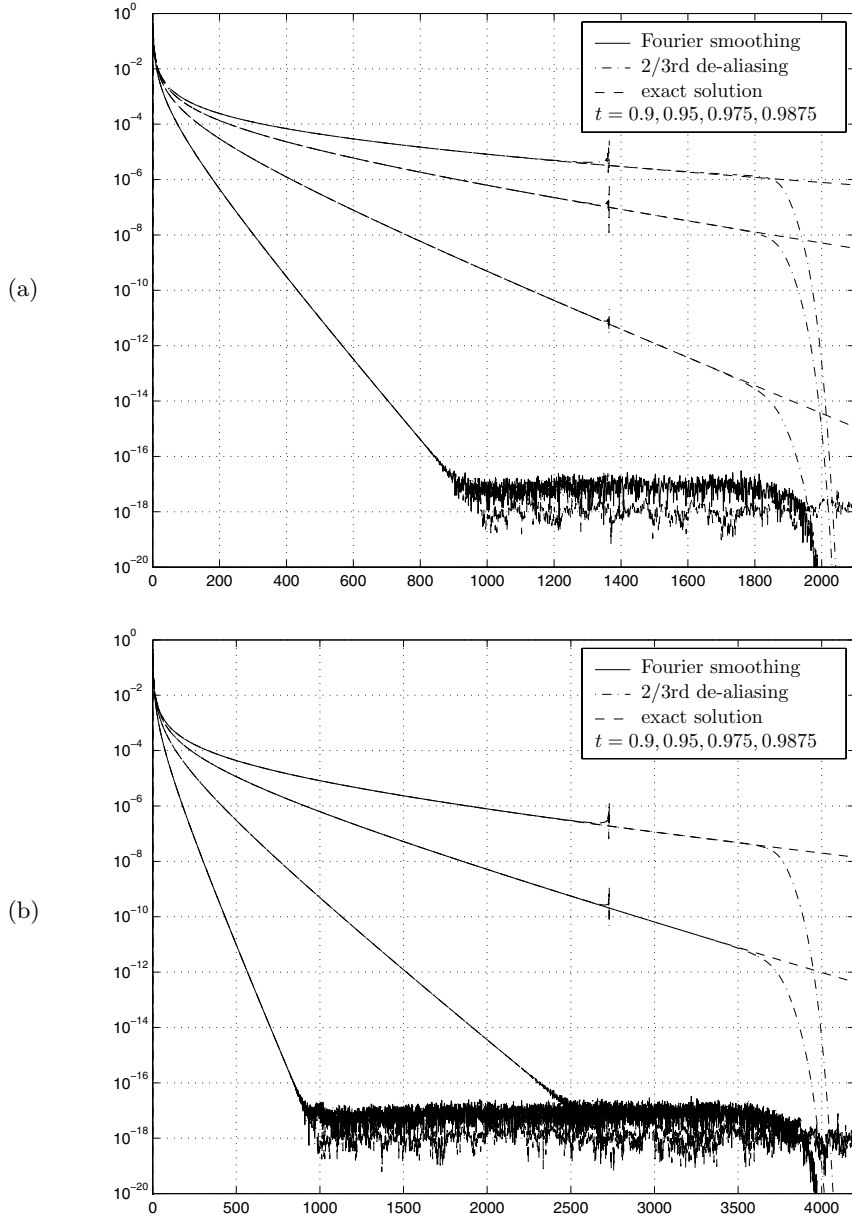 (a)
10^0
10^-2
10^-4
10^-6
10^-8
10^-10
10^-12
10^-14
10^-16
10^-18
10^-20
0 200 400 600 800 1000 1200 1400 1600 1800 2000
Fourier smoothing
2/3rd de-aliasing
exact solution
t = 0.9, 0.95, 0.975, 0.9875
(b)
10^0
10^-2
10^-4
10^-6
10^-8
10^-10
10^-12
10^-14
10^-16
10^-18
10^-20
0 500 1000 1500 2000 2500 3000 3500 4000
Fourier smoothing
2/3rd de-aliasing
exact solution
t = 0.9, 0.95, 0.975, 0.9875